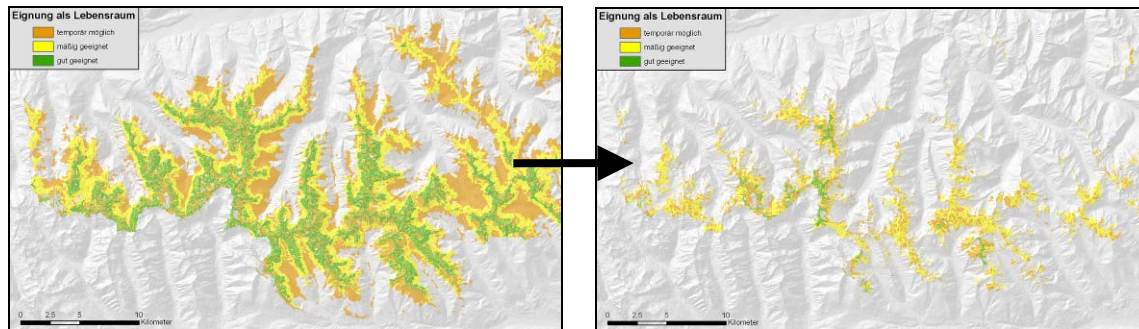 Eignung als Lebensraum
temporär möglich
mäßig geeignet
gut geeignet
0 2.5 5 10
Kilometer
Eignung als Lebensraum
temporär möglich
mäßig geeignet
gut geeignet
0 2.5 5 10
Kilometer